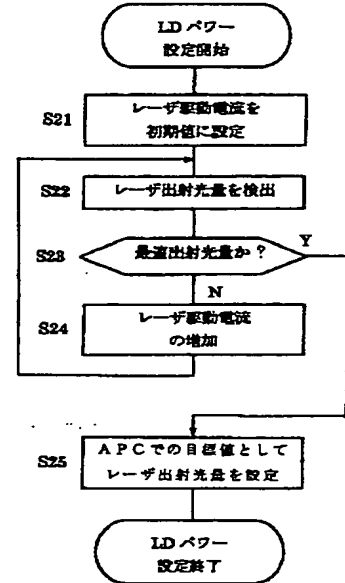 LDパワー
設定開始
S21
レーザ駆動電流を
初期値に設定
S22
レーザ出射光量を検出
S23
最適出射光量か?
Y
N
S24
レーザ駆動電流
の増加
S25
APCでの目標値として
レーザ出射光量を設定
LDパワー
設定終了